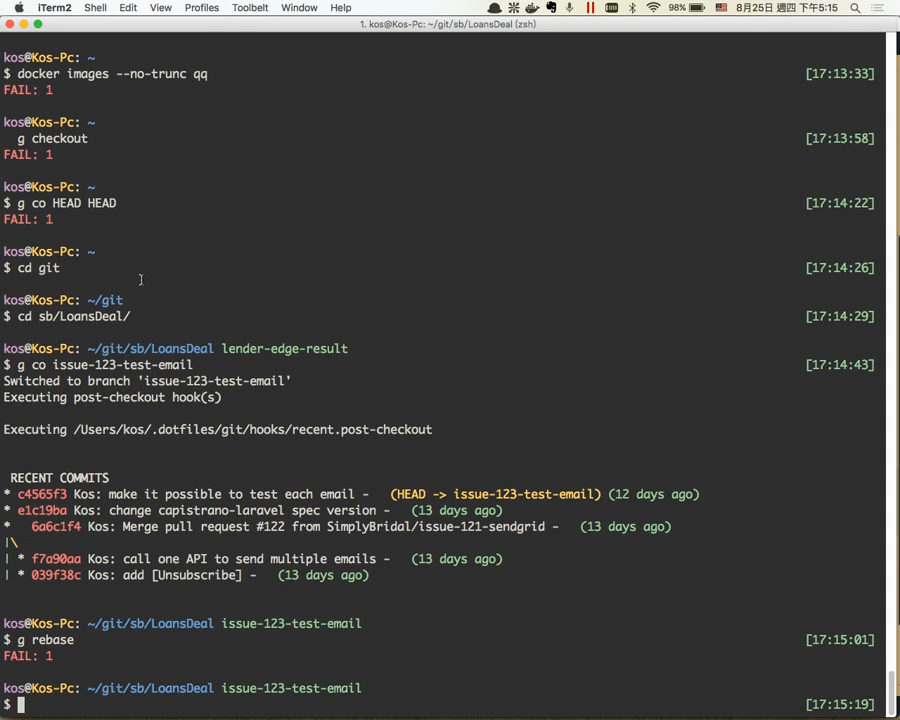 iTerm2 Shell Edit View Profiles Toolbelt Window Help 98% 8月25日 週四 下午5:15
1. kos@Kos-Pc: ~/git/sb/LoansDeal (zsh)
kos@Kos-Pc: ~
$ docker images --no-trunc qq [17:13:33]
FAIL: 1
kos@Kos-Pc: ~
g checkout [17:13:58]
FAIL: 1
kos@Kos-Pc: ~
$ g co HEAD HEAD [17:14:22]
FAIL: 1
kos@Kos-Pc: ~
$ cd git [17:14:26]
kos@Kos-Pc: ~/git
$ cd sb/LoansDeal/ [17:14:29]
kos@Kos-Pc: ~/git/sb/LoansDeal lender-edge-result
$ g co issue-123-test-email [17:14:43]
Switched to branch 'issue-123-test-email'
Executing post-checkout hook(s)
Executing /Users/kos/.dotfiles/git/hooks/recent.post-checkout
RECENT COMMITS
* c4565f3 Kos: make it possible to test each email - (HEAD -> issue-123-test-email) (12 days ago)
* e1c19ba Kos: change capistrano-laravel spec version - (13 days ago)
* 6a6c1f4 Kos: Merge pull request #122 from SimplyBridal/issue-121-sendgrid - (13 days ago)
|\
| * f7a90aa Kos: call one API to send multiple emails - (13 days ago)
| * 039f38c Kos: add [Unsubscribe] - (13 days ago)
kos@Kos-Pc: ~/git/sb/LoansDeal issue-123-test-email
$ g rebase [17:15:01]
FAIL: 1
kos@Kos-Pc: ~/git/sb/LoansDeal issue-123-test-email
$ [17:15:19]